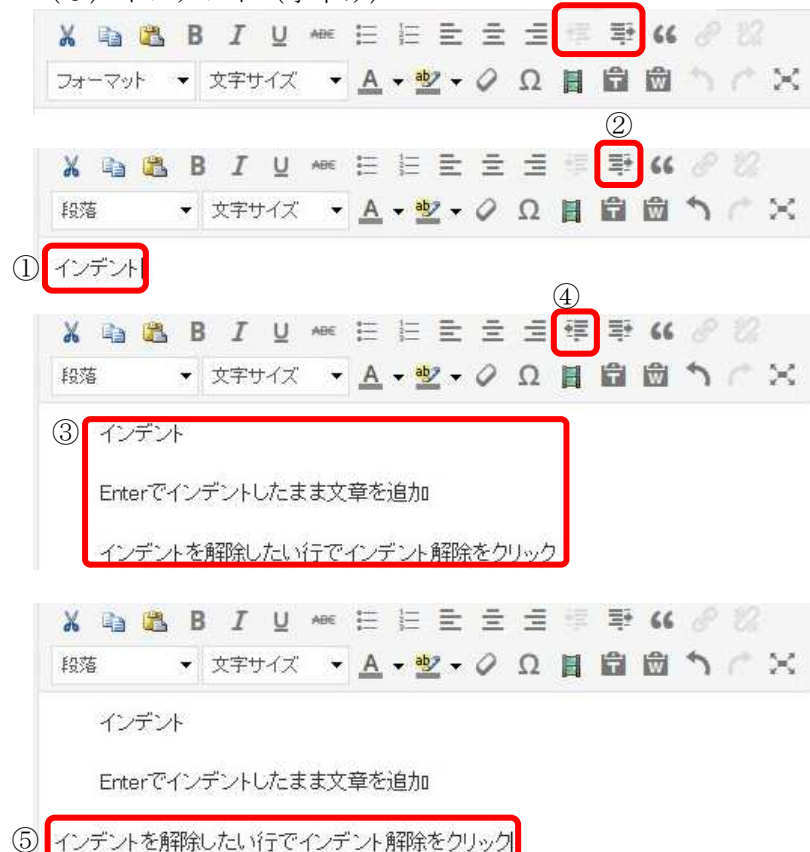 フォーマット 文字サイズ
②
段落 文字サイズ
① インデント
④
段落 文字サイズ
③ インデント
Enterでインデントしたまま文章を追加
インデントを解除したい行でインデント解除をクリック
段落 文字サイズ
インデント
Enterでインデントしたまま文章を追加
⑤ インデントを解除したい行でインデント解除をクリック